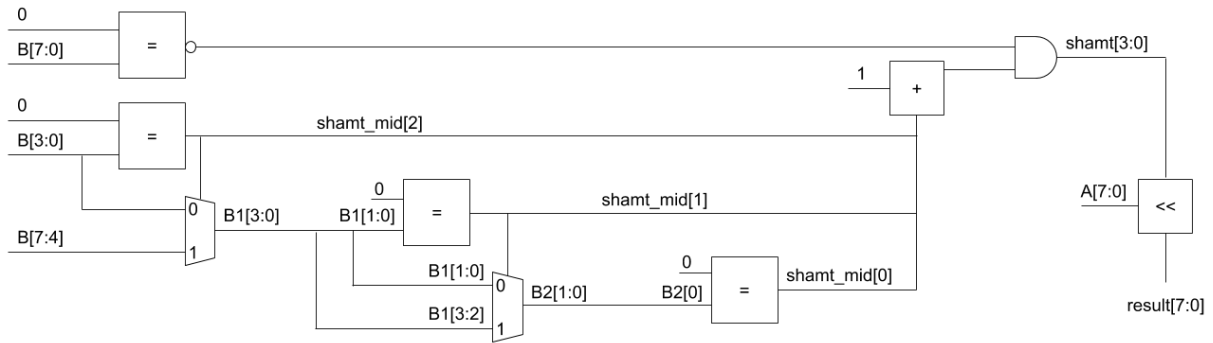 0
B[7:0]
=
shamt[3:0]
1
+
0
B[3:0]
=
shamt_mid[2]
0
B1[3:0]
B[7:4]
1
0
B1[1:0]
=
shamt_mid[1]
A[7:0]
<<
B1[1:0]
0
B1[3:2]
1
B2[1:0]
0
B2[0]
=
shamt_mid[0]
result[7:0]